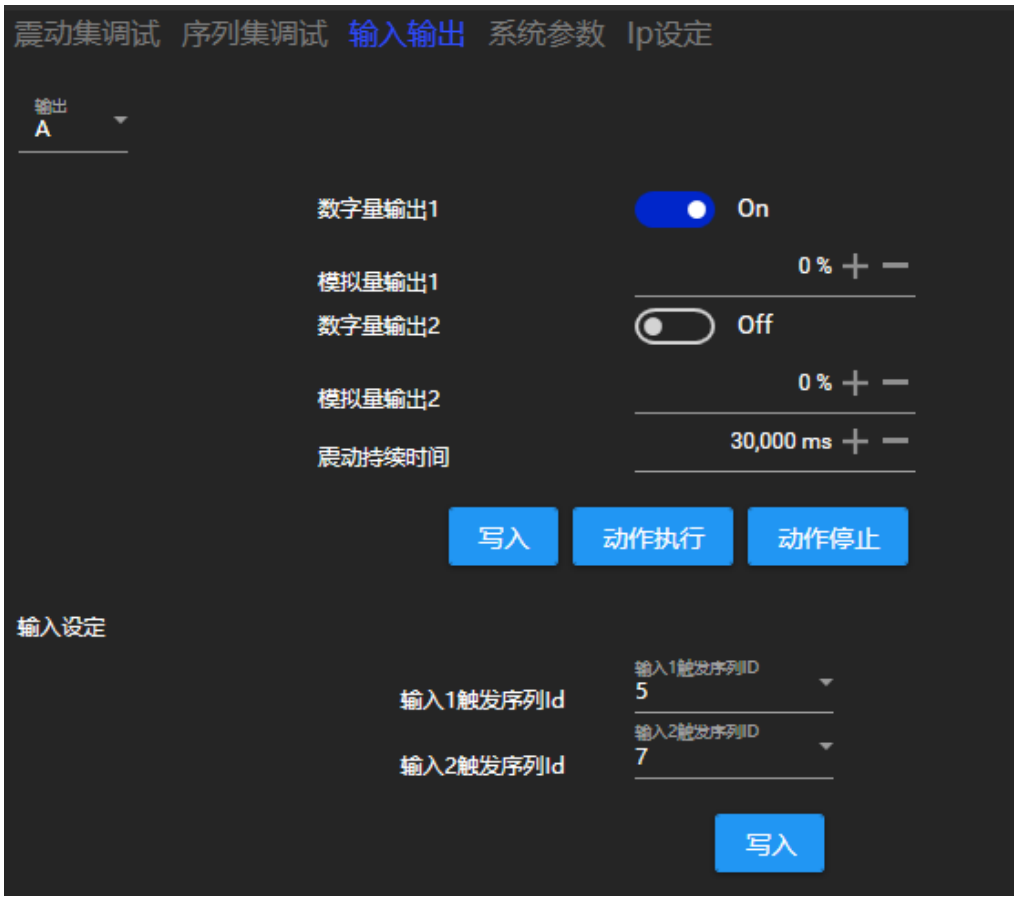 震动集调试 序列集调试 输入输出 系统参数 Ip设定
输出
A
数字量输出1 On
模拟量输出1 0 %
数字量输出2 Off
模拟量输出2 0 %
震动持续时间 30,000 ms
写入 动作执行 动作停止
输入设定
输入1触发序列ID
输入1触发序列Id 5
输入2触发序列ID
输入2触发序列Id 7
写入